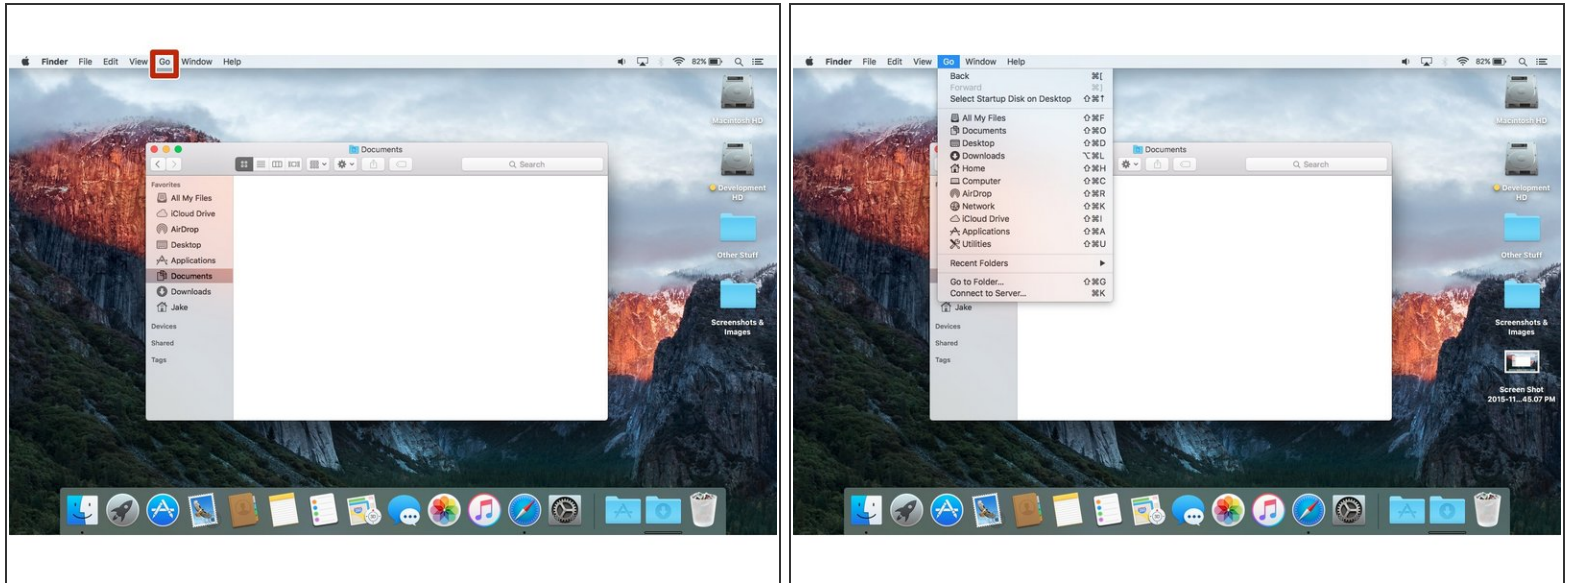 Finder File Edit View Go Window Help 82%
Macintosh HD
Documents
Search
Favorites
All My Files
iCloud Drive
AirDrop
Desktop
Applications
Documents
Downloads
Jake
Devices
Shared
Tags
Development
HD
Other Stuff
Screenshots &
Images
Finder File Edit View Go Window Help 82%
Back ⌘[
Forward ⌘]
Select Startup Disk on Desktop ⇧⌘↑
All My Files ⇧⌘F
Documents ⇧⌘O
Desktop ⇧⌘D
Downloads ⌥⌘L
Home ⇧⌘H
Computer ⇧⌘C
AirDrop ⇧⌘R
Network ⇧⌘K
iCloud Drive ⇧⌘I
Applications ⇧⌘A
Utilities ⇧⌘U
Recent Folders ▶
Go to Folder... ⇧⌘G
Connect to Server... ⌘K
Documents
Search
Jake
Devices
Shared
Tags
Macintosh HD
Development
HD
Other Stuff
Screenshots &
Images
Screen Shot
2015-11...45.07 PM